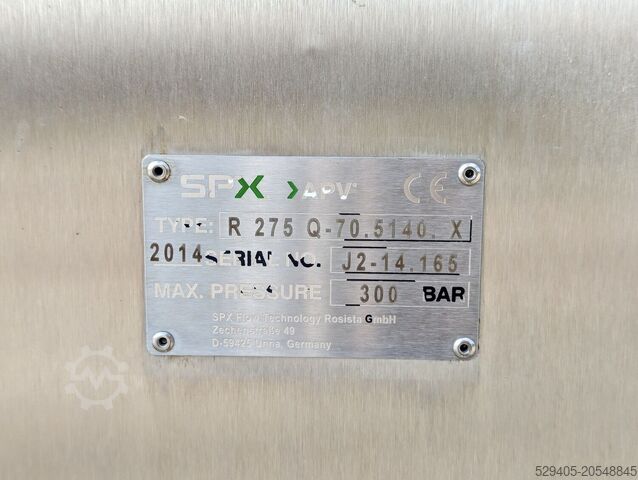 SPX APV CE
TYPE: R 275 Q-70.5140. X
2014 SERIAL NO. J2-14.165
MAX. PRESSURE 300 BAR
SPX Flow Technology Rosista GmbH
Zechenstraße 49
D-59425 Unna, Germany
529405-20548845